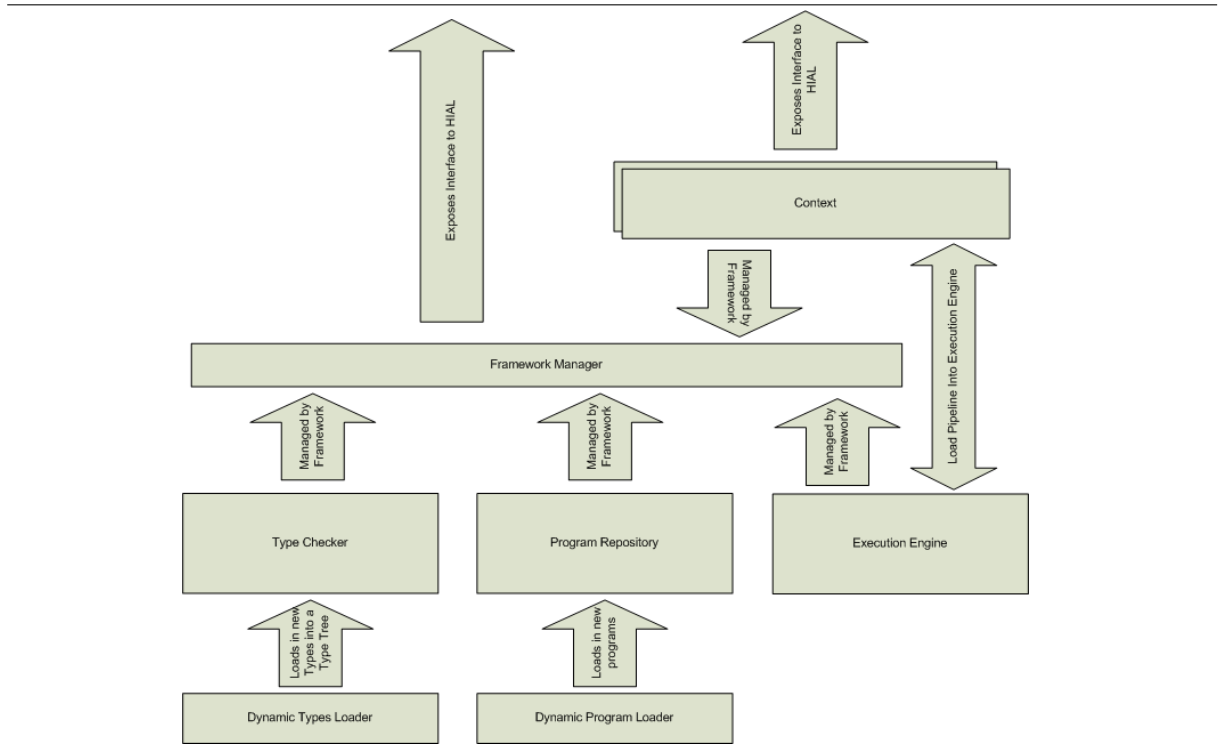 Exposes Interface to HIAL
Exposes Interface to
HIAL
Context
Managed by
Framework
Load Pipeline Into Execution Engine
Framework Manager
Managed by
Framework
Managed by
Framework
Managed by
Framework
Type Checker
Program Repository
Execution Engine
Loads in new
Types into a
Type Tree
Loads in new
programs
Dynamic Types Loader
Dynamic Program Loader